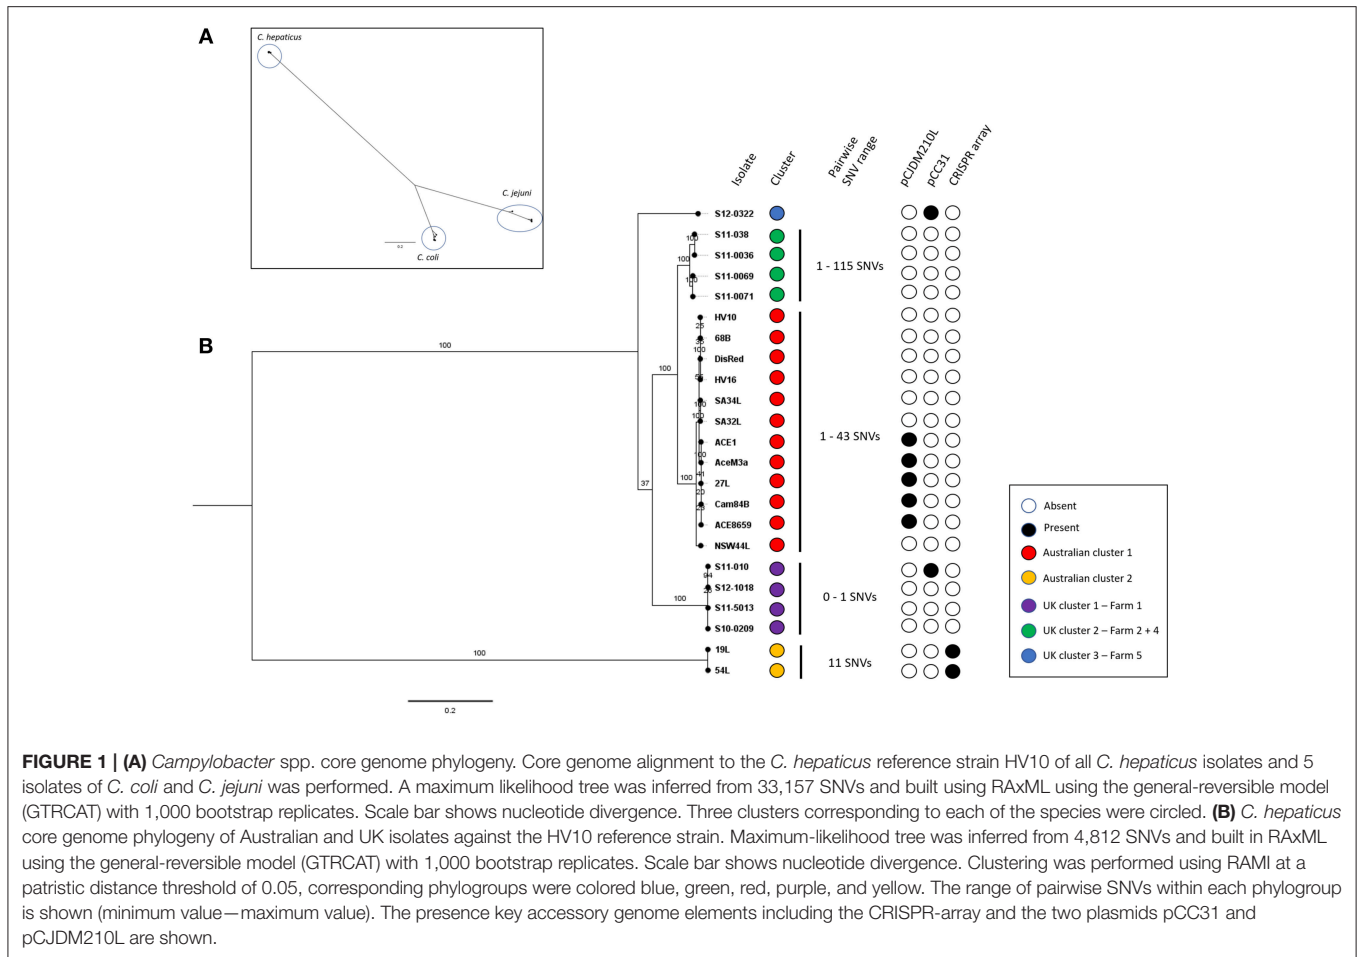 A
C. hepaticus
C. jejuni
0.2
C. coli
B
Isolate
Cluster
Pairwise
SNV range
pCJDM210L
pCC31
CRISPR array
S12-0322
S11-038
S11-0036
S11-0069
S11-0071
1 - 115 SNVs
HV10
68B
DisRed
HV16
SA34L
SA32L
ACE1
AceM3a
27L
Cam84B
ACE8659
NSW44L
1 - 43 SNVs
S11-010
S12-1018
S11-5013
S10-0209
0 - 1 SNVs
19L
54L
11 SNVs
100
100
100
100
100
100
37
100
100
100
25
100
0.2
Absent
Present
Australian cluster 1
Australian cluster 2
UK cluster 1 – Farm 1
UK cluster 2 – Farm 2 + 4
UK cluster 3 – Farm 5
FIGURE 1 | (A) Campylobacter spp. core genome phylogeny. Core genome alignment to the C. hepaticus reference strain HV10 of all C. hepaticus isolates and 5
isolates of C. coli and C. jejuni was performed. A maximum likelihood tree was inferred from 33,157 SNVs and built using RAxML using the general-reversible model
(GTRCAT) with 1,000 bootstrap replicates. Scale bar shows nucleotide divergence. Three clusters corresponding to each of the species were circled. (B) C. hepaticus
core genome phylogeny of Australian and UK isolates against the HV10 reference strain. Maximum-likelihood tree was inferred from 4,812 SNVs and built in RAxML
using the general-reversible model (GTRCAT) with 1,000 bootstrap replicates. Scale bar shows nucleotide divergence. Clustering was performed using RAMI at a
patristic distance threshold of 0.05, corresponding phylogroups were colored blue, green, red, purple, and yellow. The range of pairwise SNVs within each phylogroup
is shown (minimum value—maximum value). The presence key accessory genome elements including the CRISPR-array and the two plasmids pCC31 and
pCJDM210L are shown.